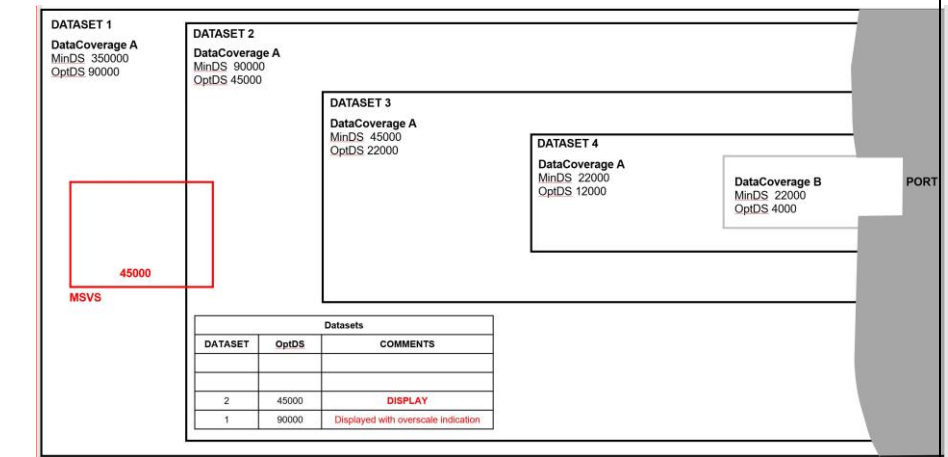 DATASET 1
DataCoverage A
MinDS 350000
OptDS 90000
DATASET 2
DataCoverage A
MinDS 90000
OptDS 45000
DATASET 3
DataCoverage A
MinDS 45000
OptDS 22000
DATASET 4
DataCoverage A
MinDS 22000
OptDS 12000
DataCoverage B
MinDS 22000
OptDS 4000
PORT
45000
MSVS
Datasets
DATASET OptDS COMMENTS
2 45000 DISPLAY
1 90000 Displayed with overscale indication